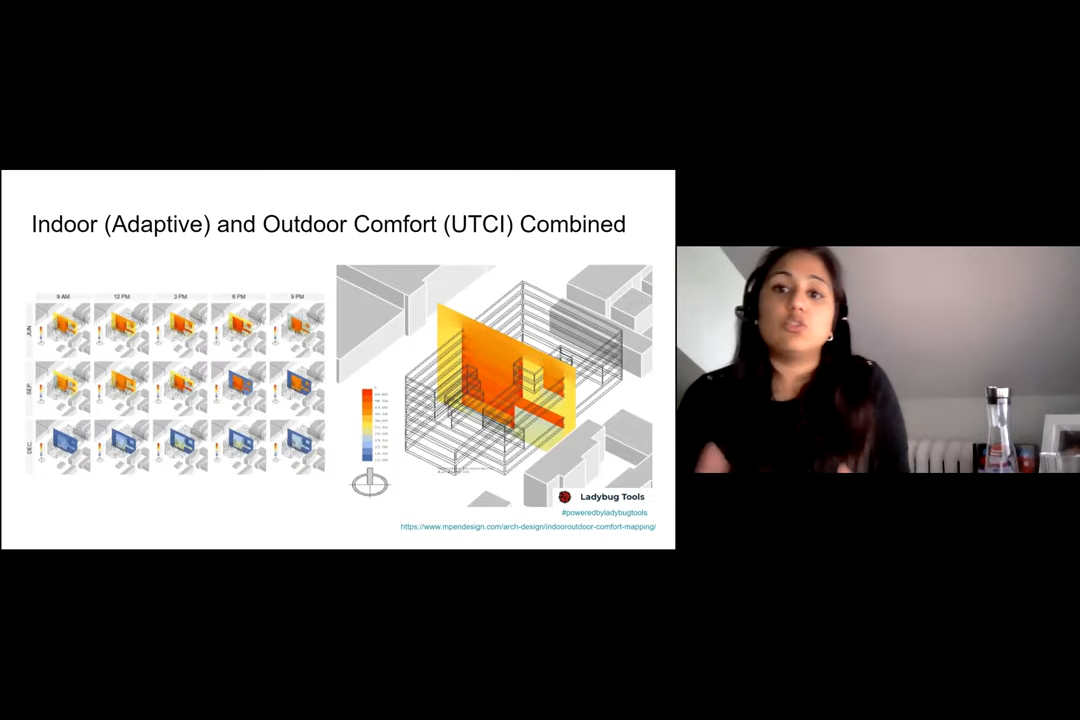 Indoor (Adaptive) and Outdoor Comfort (UTCI) Combined
9 AM 12 PM 3 PM 6 PM 9 PM
JUN
SEP
DEC
Ladybug Tools
#poweredbyladybugtools
https://www.mpendesign.com/arch-design/indooroutdoor-comfort-mapping/